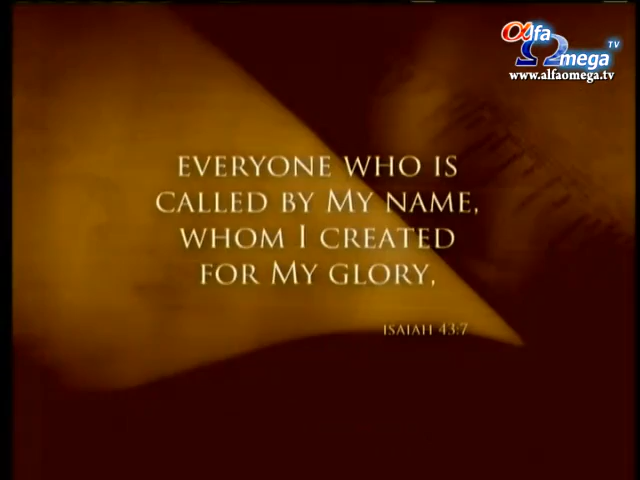 αlfa
Ωmega TV
www.alfaomega.tv
EVERYONE WHO IS
CALLED BY MY NAME,
WHOM I CREATED
FOR MY GLORY,
ISAIAH 43:7